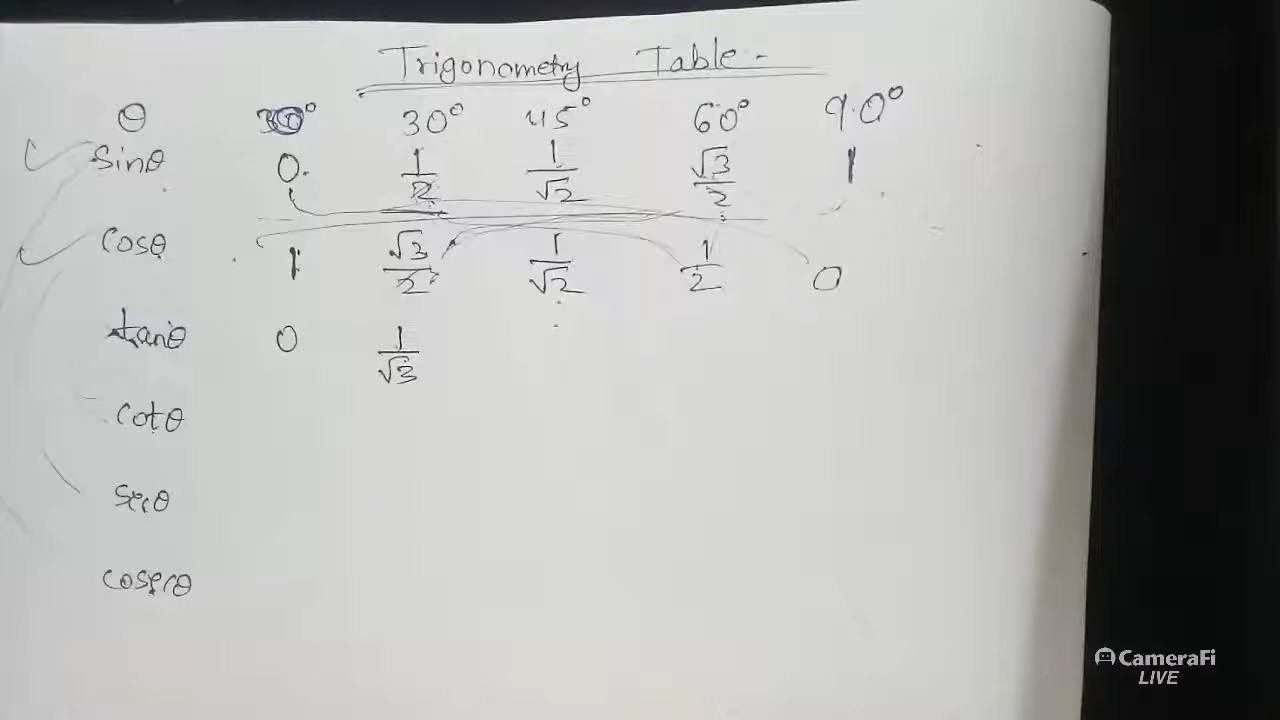 Trigonometry Table -
θ 0° 30° 45° 60° 90°
sinθ 0 1/2 1/√2 √3/2 1
cosθ 1 √3/2 1/√2 1/2 0
tanθ 0 1/√3
cotθ
secθ
cosecθ
CameraFi
LIVE